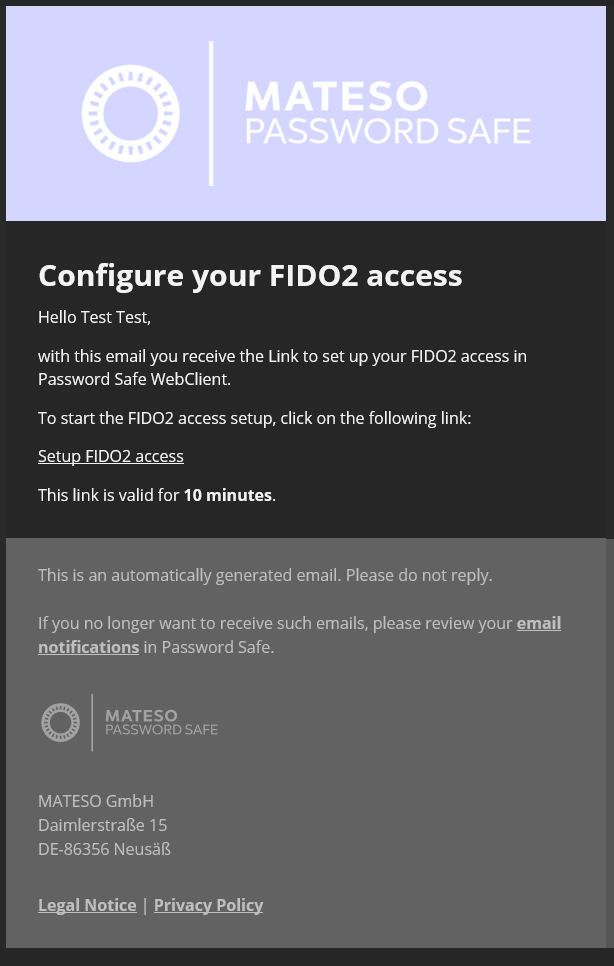 MATESO
PASSWORD SAFE
Configure your FIDO2 access
Hello Test Test,
with this email you receive the Link to set up your FIDO2 access in
Password Safe WebClient.
To start the FIDO2 access setup, click on the following link:
Setup FIDO2 access
This link is valid for 10 minutes.
This is an automatically generated email. Please do not reply.
If you no longer want to receive such emails, please review your email
notifications in Password Safe.
MATESO
PASSWORD SAFE
MATESO GmbH
Daimlerstraße 15
DE-86356 Neusäß
Legal Notice | Privacy Policy